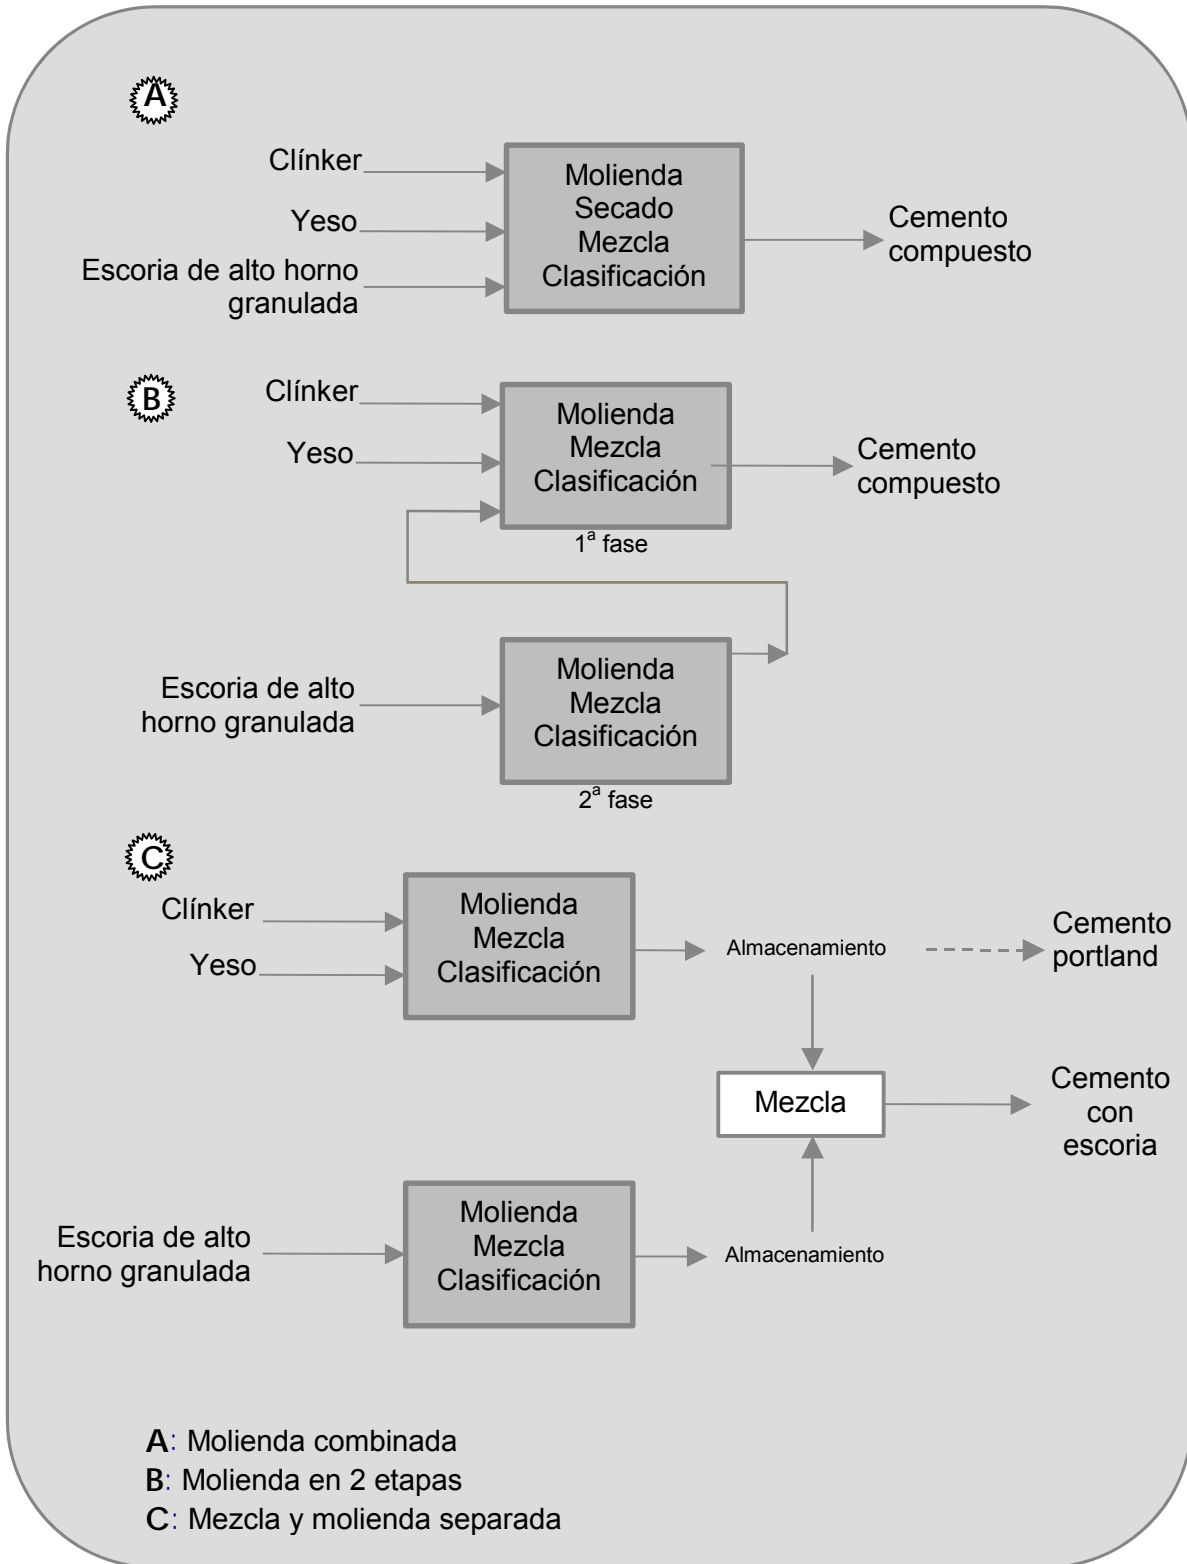 A
Clínker
Yeso
Escoria de alto horno
granulada
Molienda
Secado
Mezcla
Clasificación
Cemento
compuesto
B
Clínker
Yeso
Molienda
Mezcla
Clasificación
1ª fase
Cemento
compuesto
Escoria de alto
horno granulada
Molienda
Mezcla
Clasificación
2ª fase
C
Clínker
Yeso
Molienda
Mezcla
Clasificación
Almacenamiento
Cemento
portland
Mezcla
Cemento
con
escoria
Escoria de alto
horno granulada
Molienda
Mezcla
Clasificación
Almacenamiento
A: Molienda combinada
B: Molienda en 2 etapas
C: Mezcla y molienda separada